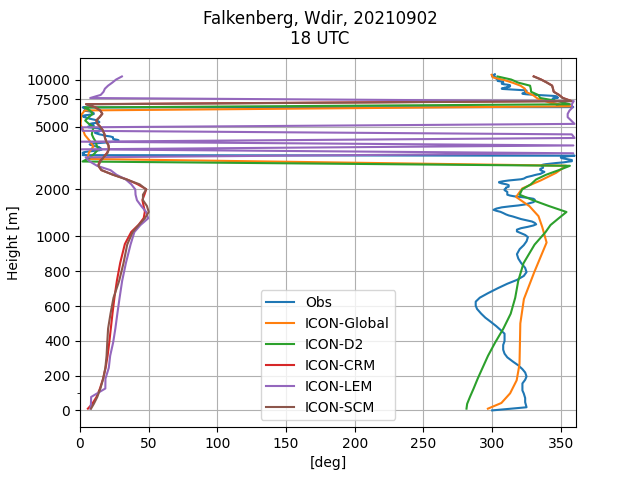 Falkenberg, Wdir, 20210902
18 UTC
Height [m]
10000
7500
5000
2000
1000
800
600
400
200
0
Obs
ICON-Global
ICON-D2
ICON-CRM
ICON-LEM
ICON-SCM
0 50 100 150 200 250 300 350
[deg]